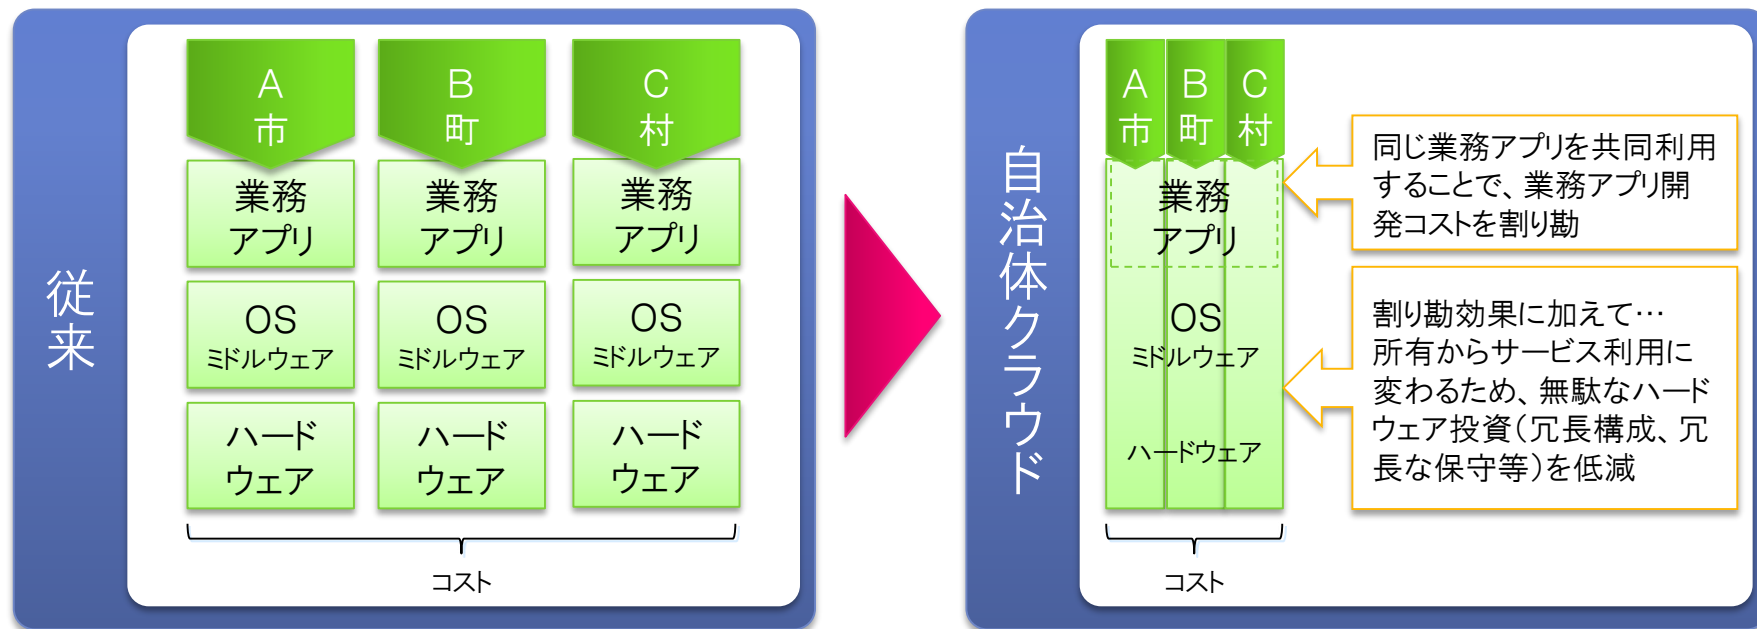 従来
A
市
B
町
C
村
業務
アプリ
業務
アプリ
業務
アプリ
OS
ミドルウェア
OS
ミドルウェア
OS
ミドルウェア
ハード
ウェア
ハード
ウェア
ハード
ウェア
コスト
自治体クラウド
A
市
B
町
C
村
業務
アプリ
OS
ミドルウェア
ハードウェア
コスト
同じ業務アプリを共同利用
することで、業務アプリ開
発コストを割り勘
割り勘効果に加えて…
所有からサービス利用に
変わるため、無駄なハード
ウェア投資(冗長構成、冗
長な保守等)を低減